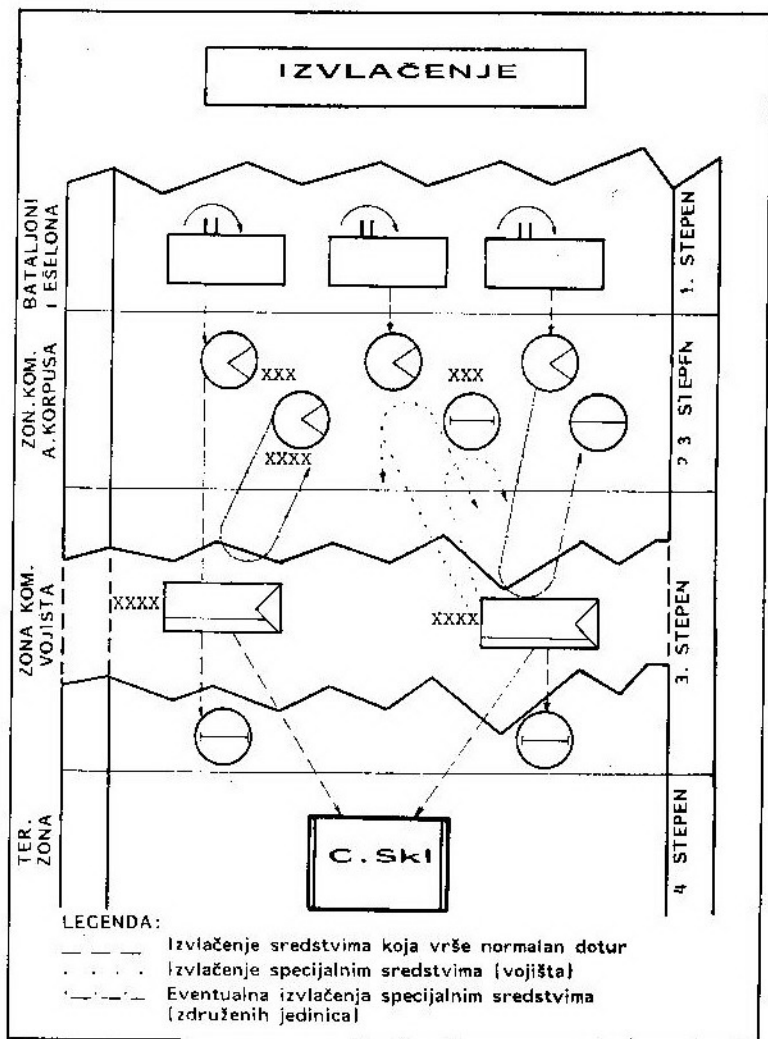 IZVLAČENJE
BATALJONI
I EŠELONA
1. STEPEN
ZON. KOM.
A. KORPUSA
XXX
XXX
XXXX
3 STEPEN
ZONA KOM.
VOJIŠTA
XXXX
XXXX
3. STEPEN
TER.
ZONA
C. Skl
4 STEPEN
LEGENDA:
Izvlačenje sredstvima koja vrše normalan dotur
Izvlačenje specijalnim sredstvima (vojišta)
Eventualna izvlačenja specijalnim sredstvima
(združenih jedinica)